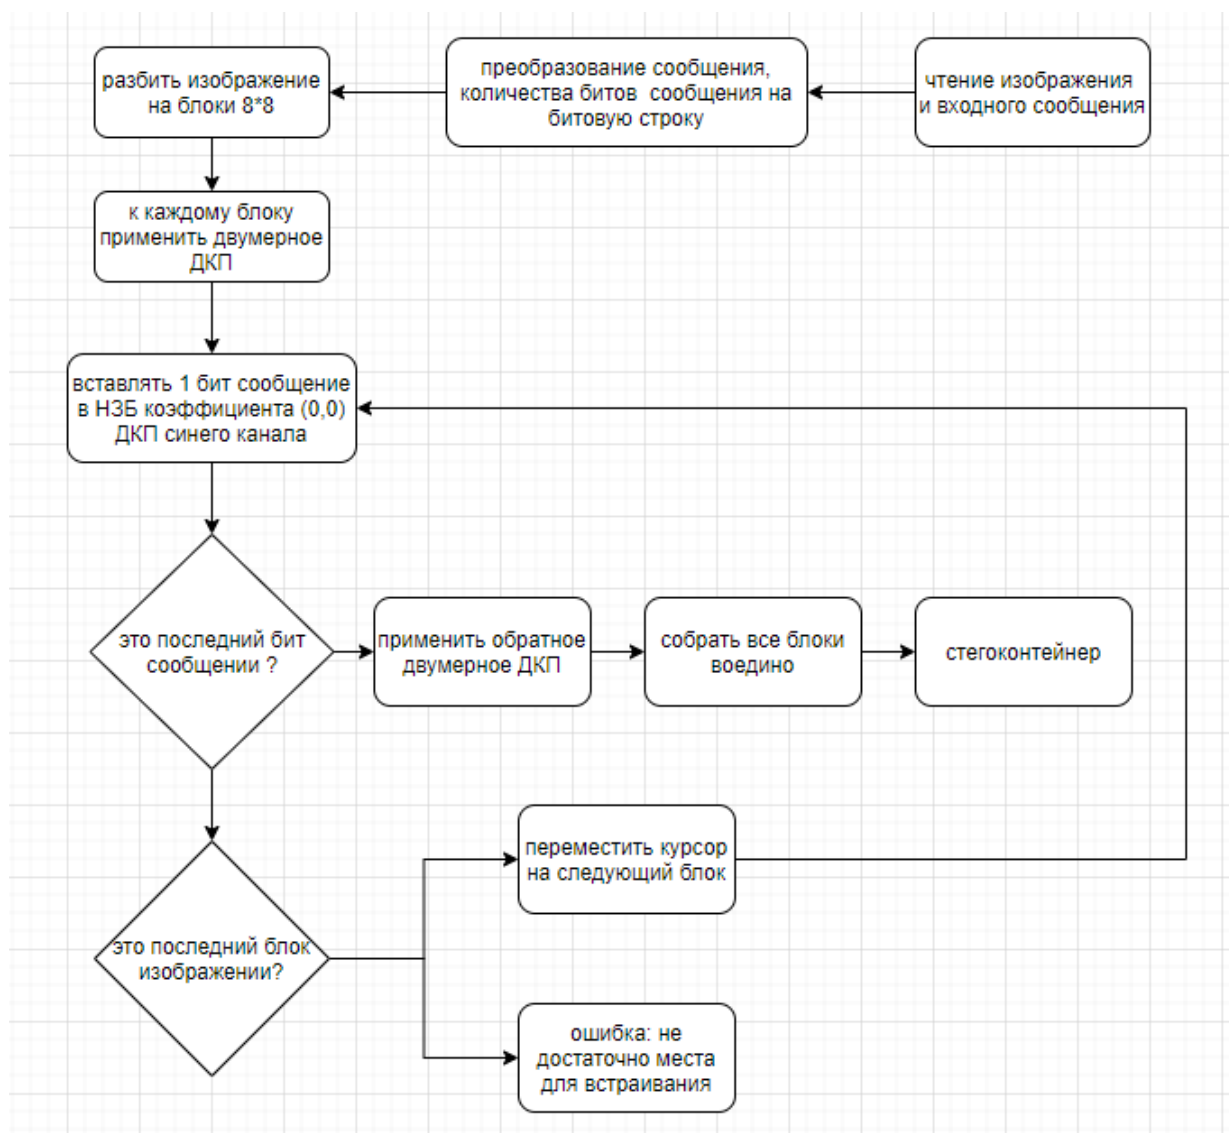 чтение изображения
и входного сообщения
преобразование сообщения,
количества битов сообщения на
битовую строку
разбить изображение
на блоки 8*8
к каждому блоку
применить двумерное
ДКП
вставлять 1 бит сообщение
в НЗБ коэффициента (0,0)
ДКП синего канала
это последний бит
сообщении ?
применить обратное
двумерное ДКП
собрать все блоки
воедино
стегоконтейнер
это последний блок
изображении?
переместить курсор
на следующий блок
ошибка: не
достаточно места
для встраивания